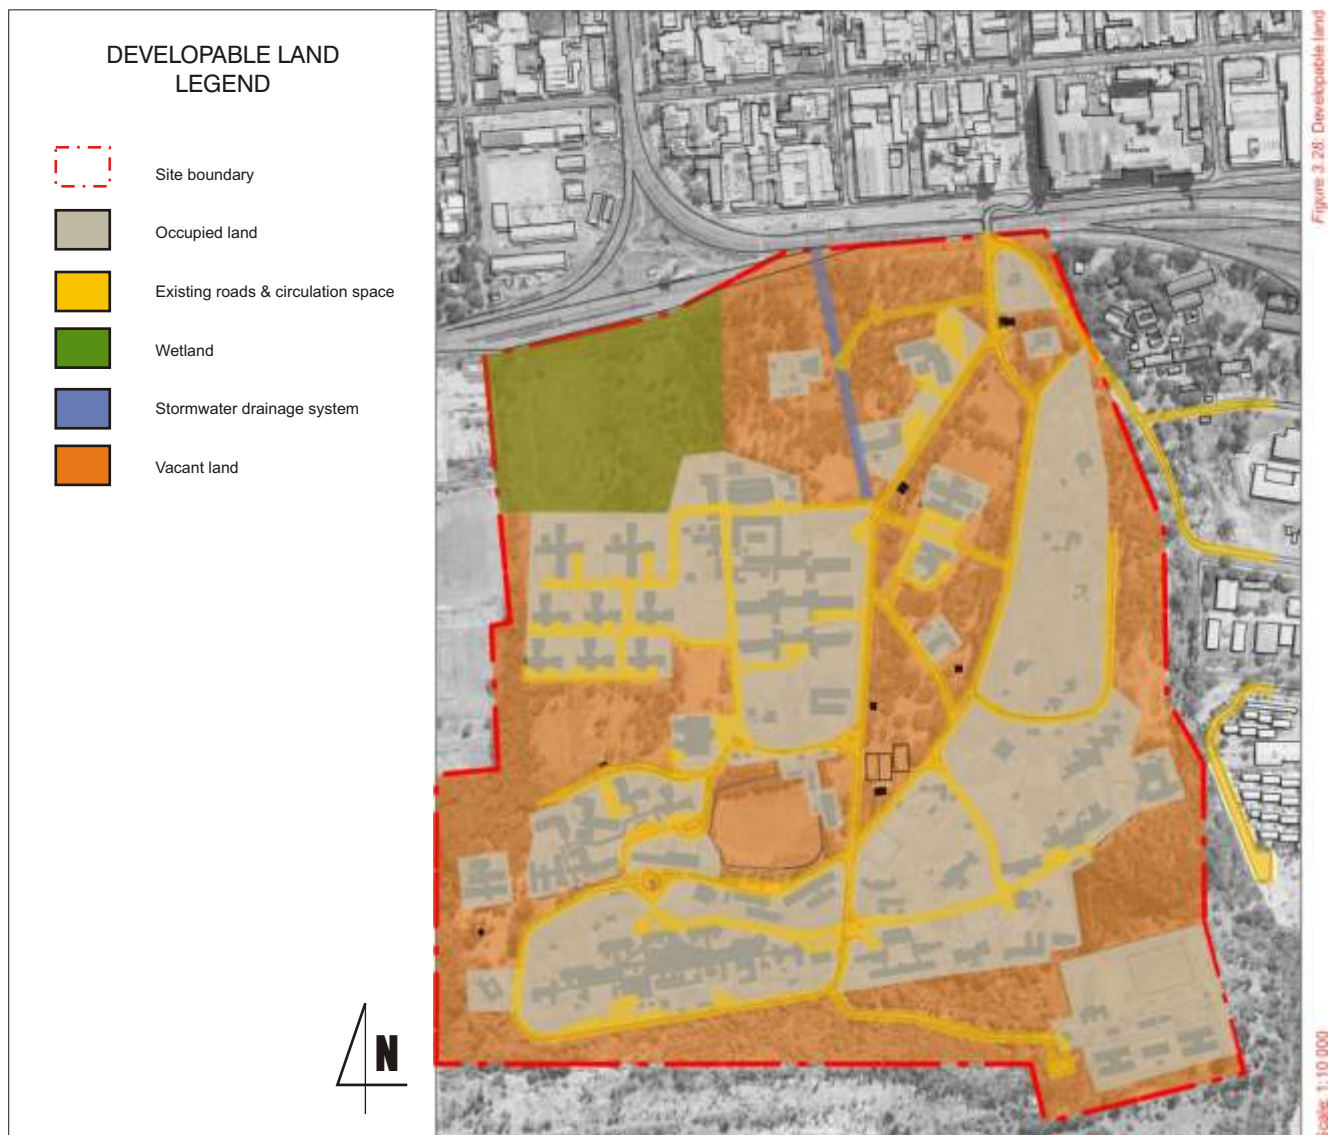 DEVELOPABLE LAND
LEGEND
Site boundary
Occupied land
Existing roads & circulation space
Wetland
Stormwater drainage system
Vacant land
N
Figure 3.28: Developable land
Scale: 1:10 000